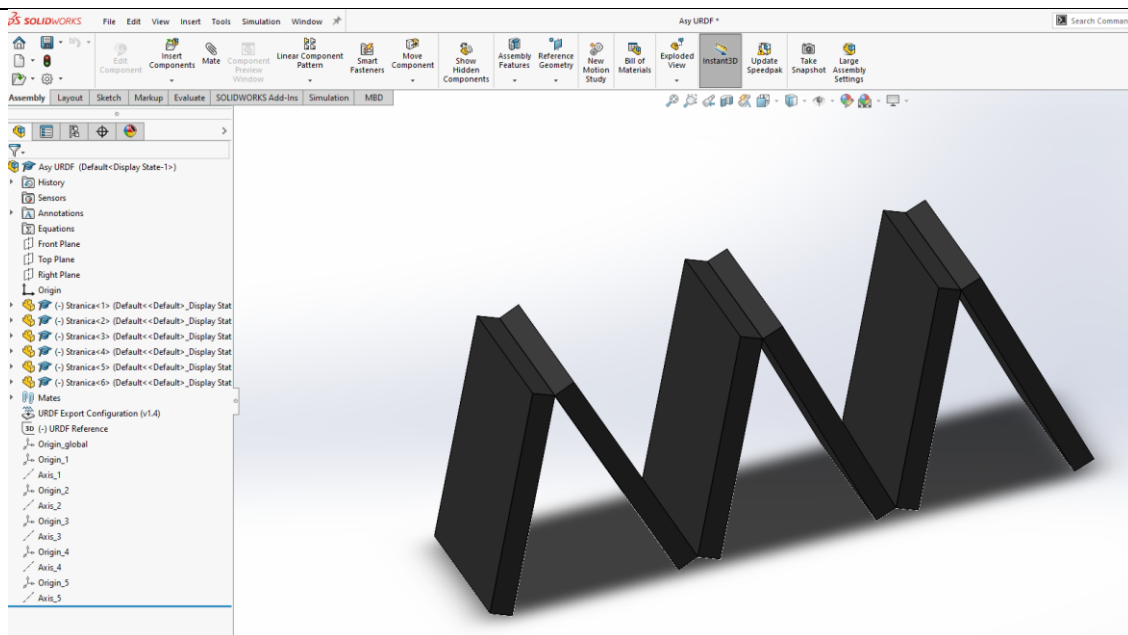 SOLIDWORKS File Edit View Insert Tools Simulation Window Asy URDF * Search Comman
Edit Component
Insert Components
Mate
Component Preview Window
Linear Component Pattern
Smart Fasteners
Move Component
Show Hidden Components
Assembly Features
Reference Geometry
New Motion Study
Bill of Materials
Exploded View
Instant3D
Update Speedpak
Take Snapshot
Large Assembly Settings
Assembly Layout Sketch Markup Evaluate SOLIDWORKS Add-Ins Simulation MBD
Asy URDF (Default<Display State-1>)
History
Sensors
Annotations
Equations
Front Plane
Top Plane
Right Plane
Origin
(-) Stranica<1> (Default<<Default>_Display Stat
(-) Stranica<2> (Default<<Default>_Display Stat
(-) Stranica<3> (Default<<Default>_Display Stat
(-) Stranica<4> (Default<<Default>_Display Stat
(-) Stranica<5> (Default<<Default>_Display Stat
(-) Stranica<6> (Default<<Default>_Display Stat
Mates
URDF Export Configuration (v1.4)
3D (-) URDF Reference
Origin_global
Origin_1
Axis_1
Origin_2
Axis_2
Origin_3
Axis_3
Origin_4
Axis_4
Origin_5
Axis_5